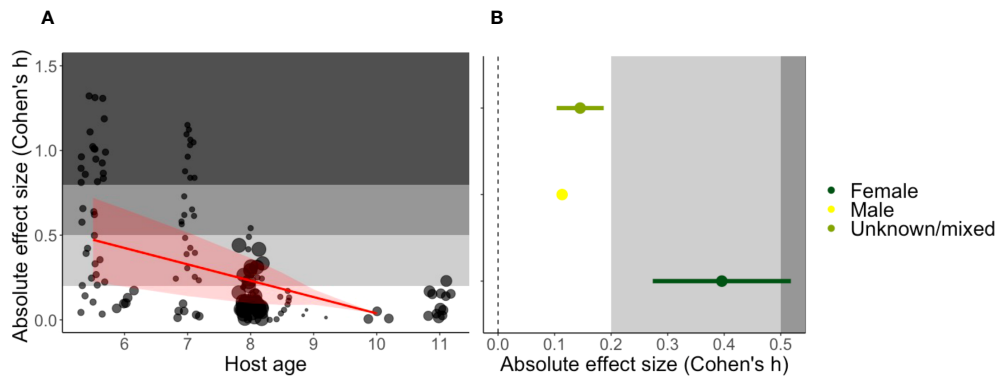 A
Absolute effect size (Cohen's h)
1.5
1.0
0.5
0.0
6 7 8 9 10 11
Host age
B
0.0 0.1 0.2 0.3 0.4 0.5
Absolute effect size (Cohen's h)
Female
Male
Unknown/mixed